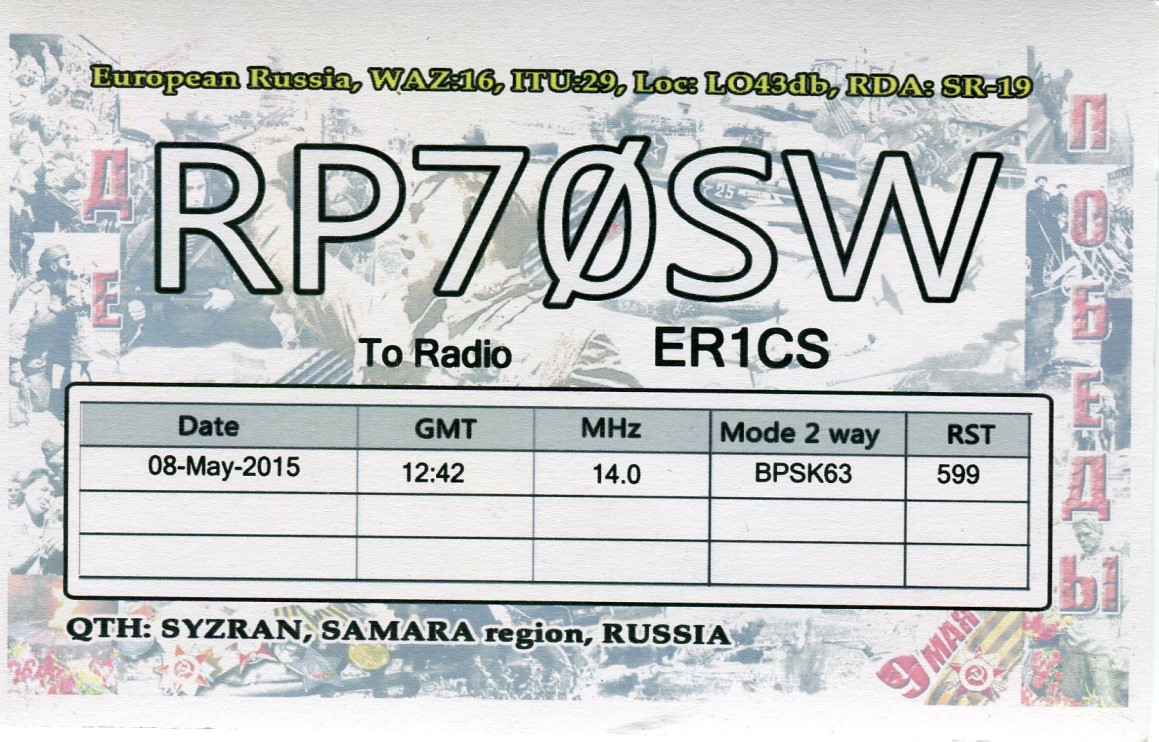 European Russia, WAZ:16, ITU:29, Loc: LO43db, RDA: SR-19
RP7ØSW
ДЕ
ПОБЕДЫ
To Radio ER1CS
Date GMT MHz Mode 2 way RST
08-May-2015 12:42 14.0 BPSK63 599
QTH: SYZRAN, SAMARA region, RUSSIA
9 МАЯ